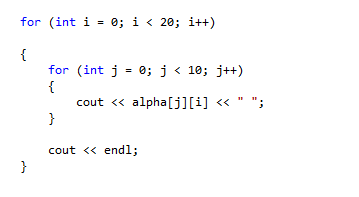 for (int i = 0; i < 20; i++)
{
for (int j = 0; j < 10; j++)
{
cout << alpha[j][i] << " ";
}
cout << endl;
}